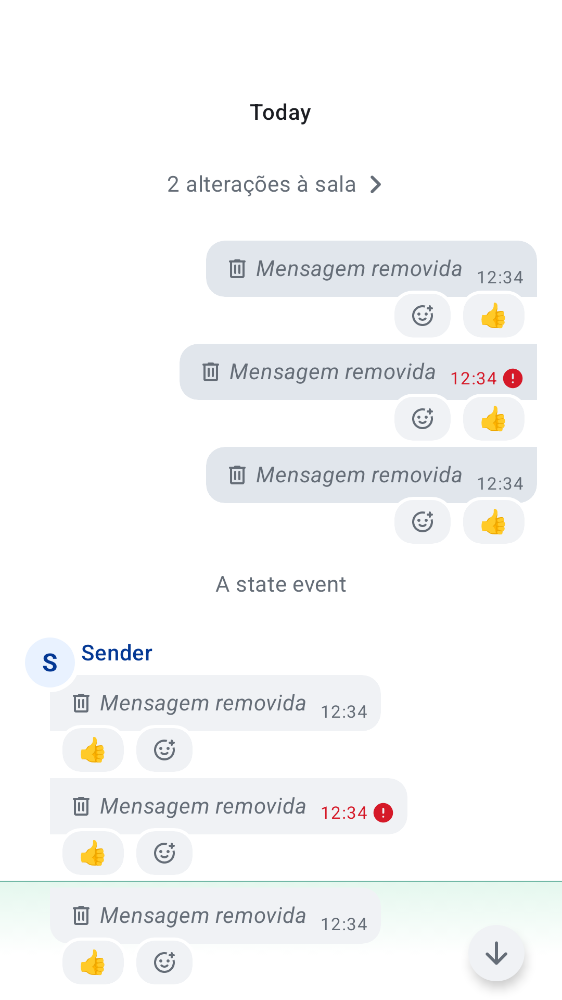 Today
2 alterações à sala
Mensagem removida 12:34
👍
Mensagem removida 12:34
👍
Mensagem removida 12:34
👍
A state event
S Sender
Mensagem removida 12:34
👍
Mensagem removida 12:34
👍
Mensagem removida 12:34
👍